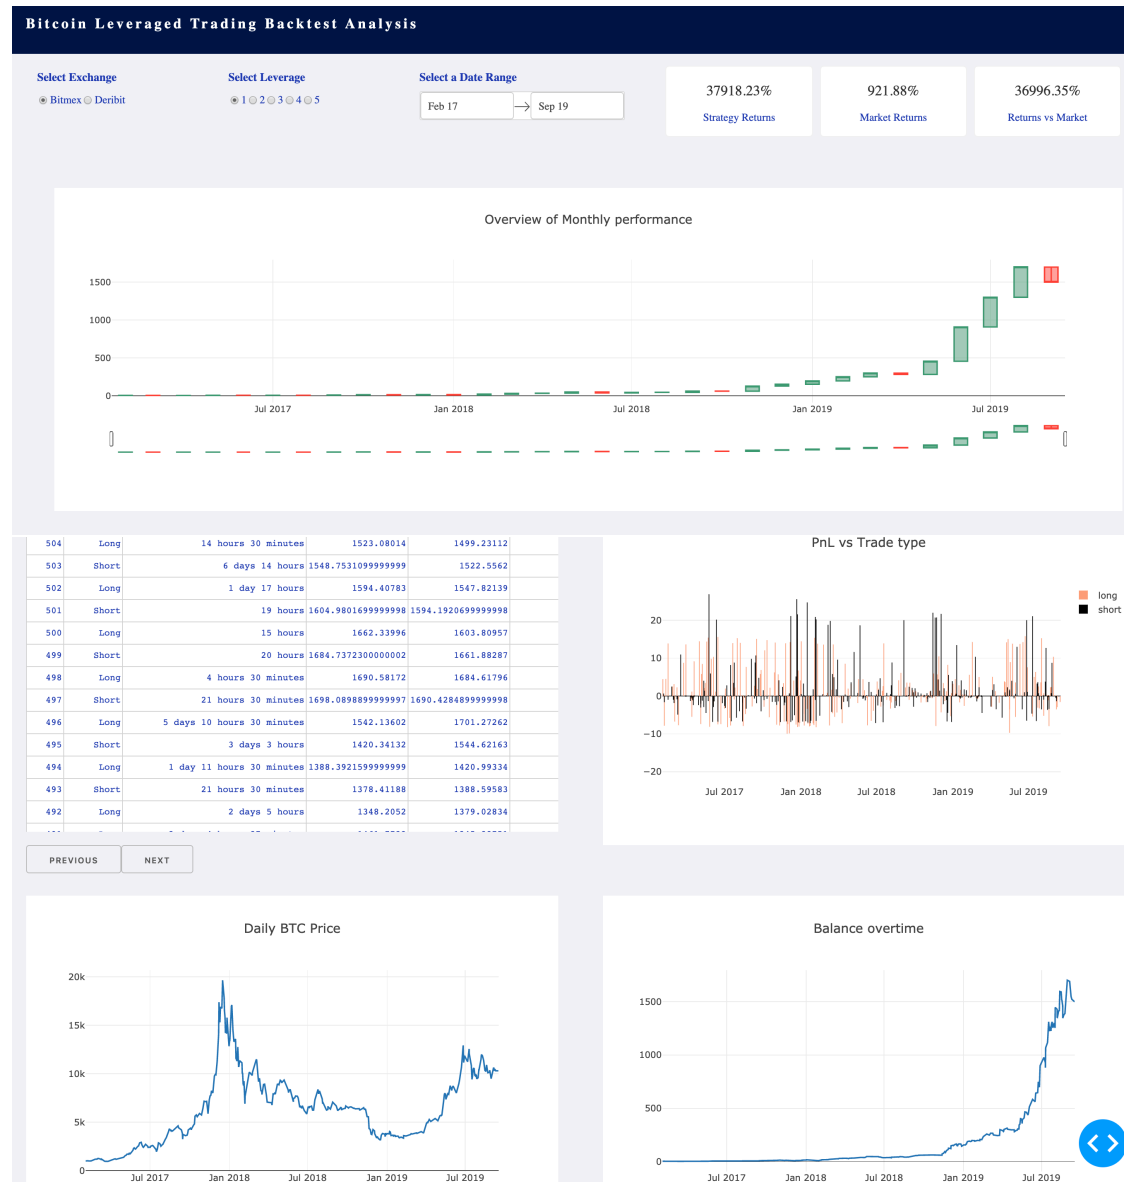 Bitcoin Leveraged Trading Backtest Analysis
Select Exchange
Bitmex Deribit
Select Leverage
1 2 3 4 5
Select a Date Range
Feb 17 → Sep 19
37918.23%
Strategy Returns
921.88%
Market Returns
36996.35%
Returns vs Market
Overview of Monthly performance
1500
1000
500
0
Jul 2017 Jan 2018 Jul 2018 Jan 2019 Jul 2019
504 Long 14 hours 30 minutes 1523.08014 1499.23112
503 Short 6 days 14 hours 1548.7531099999999 1522.5562
502 Long 1 day 17 hours 1594.40783 1547.82139
501 Short 19 hours 1604.9801699999998 1594.1920699999998
500 Long 15 hours 1662.33996 1603.80957
499 Short 20 hours 1684.7372300000002 1661.88287
498 Long 4 hours 30 minutes 1690.58172 1684.61796
497 Short 21 hours 30 minutes 1698.0898899999997 1690.4284899999998
496 Long 5 days 10 hours 30 minutes 1542.13602 1701.27262
495 Short 3 days 3 hours 1420.34132 1544.62163
494 Long 1 day 11 hours 30 minutes 1388.3921599999999 1420.99334
493 Short 21 hours 30 minutes 1378.41188 1388.59583
492 Long 2 days 5 hours 1348.2052 1379.02834
PREVIOUS NEXT
PnL vs Trade type
long
short
20
10
0
−10
−20
Jul 2017 Jan 2018 Jul 2018 Jan 2019 Jul 2019
Daily BTC Price
20k
15k
10k
5k
0
Jul 2017 Jan 2018 Jul 2018 Jan 2019 Jul 2019
Balance overtime
1500
1000
500
0
Jul 2017 Jan 2018 Jul 2018 Jan 2019 Jul 2019